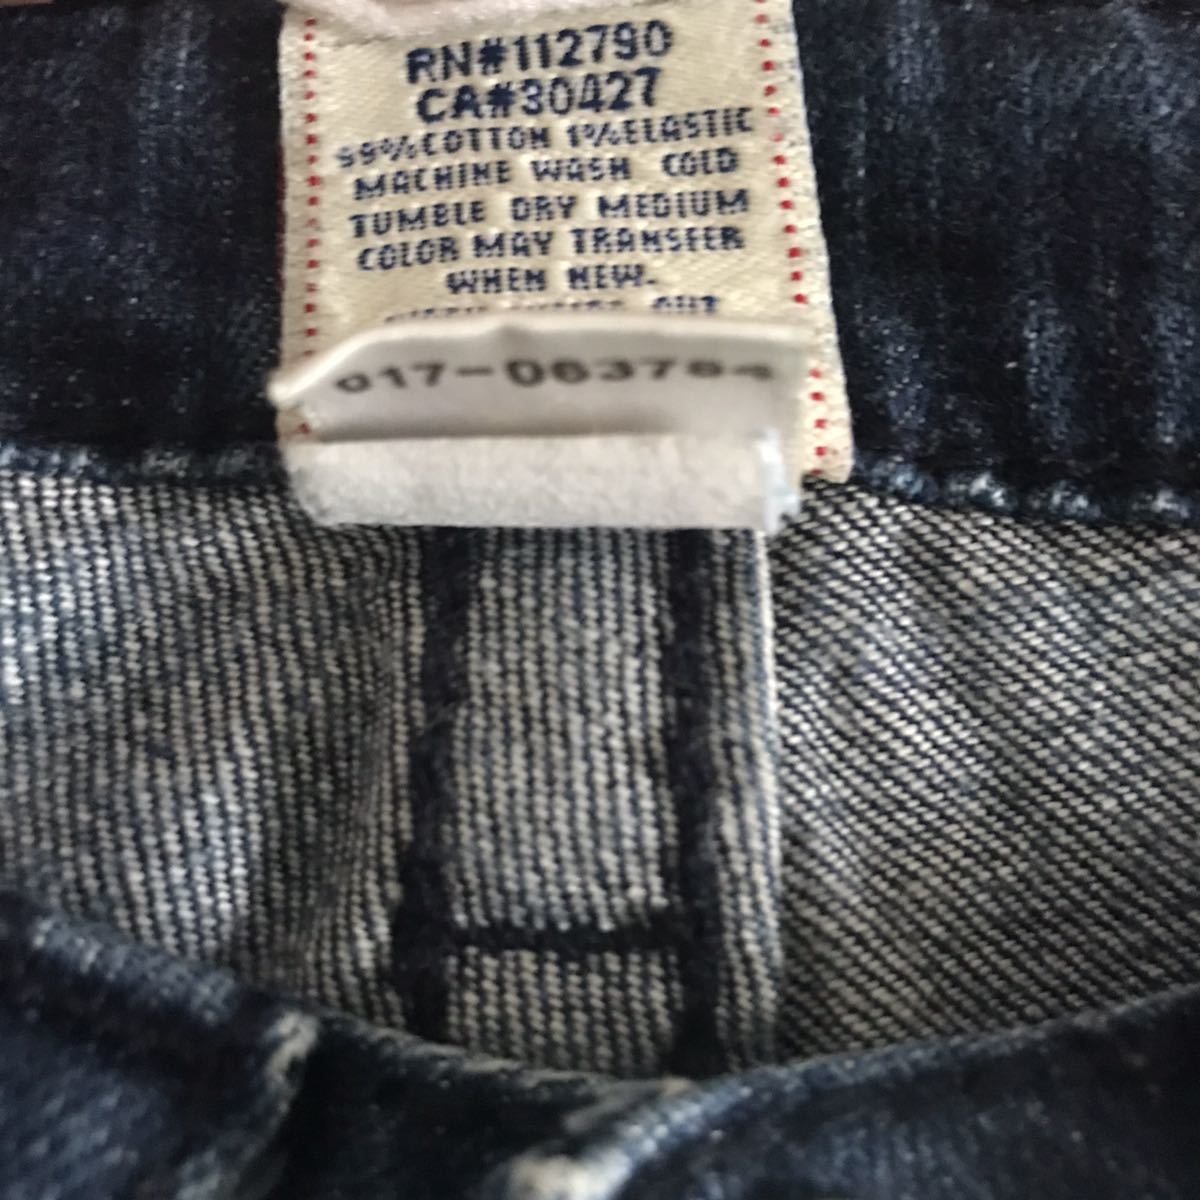 RN#112790
CA#30427
99%COTTON 1%ELASTIC
MACHINE WASH COLD
TUMBLE DRY MEDIUM
COLOR MAY TRANSFER
WHEN NEW.
OUT
017-063784